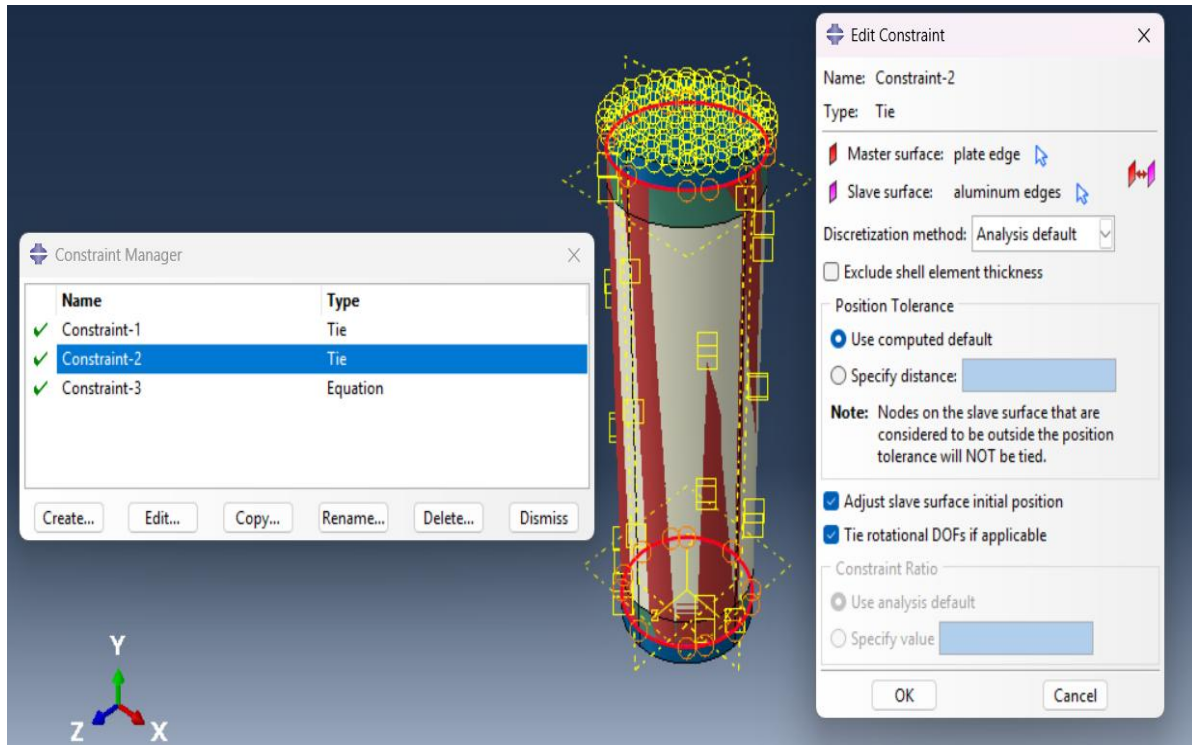 Constraint Manager
Name Type
Constraint-1 Tie
Constraint-2 Tie
Constraint-3 Equation
Create... Edit... Copy... Rename... Delete... Dismiss
Y
Z X
Edit Constraint
Name: Constraint-2
Type: Tie
Master surface: plate edge
Slave surface: aluminum edges
Discretization method: Analysis default
Exclude shell element thickness
Position Tolerance
Use computed default
Specify distance:
Note: Nodes on the slave surface that are
considered to be outside the position
tolerance will NOT be tied.
Adjust slave surface initial position
Tie rotational DOFs if applicable
Constraint Ratio
Use analysis default
Specify value
OK Cancel